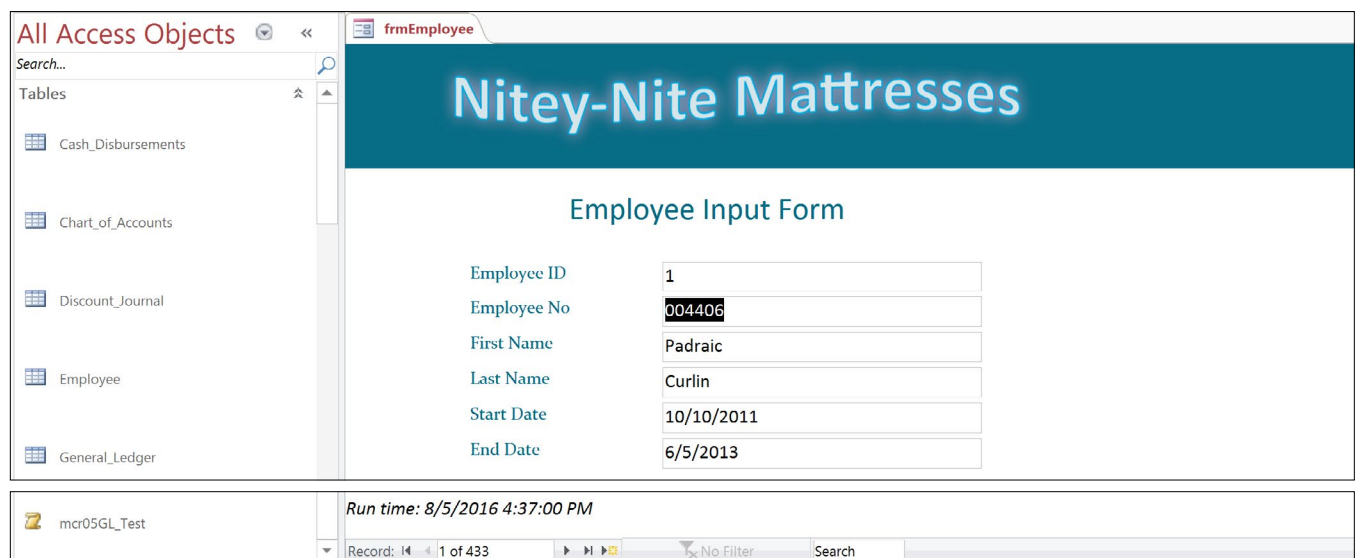 All Access Objects
Search...
Tables
Cash_Disbursements
Chart_of_Accounts
Discount_Journal
Employee
General_Ledger
mcr05GL_Test
frmEmployee
Nitey-Nite Mattresses
Employee Input Form
Employee ID 1
Employee No 004406
First Name Padraic
Last Name Curlin
Start Date 10/10/2011
End Date 6/5/2013
Run time: 8/5/2016 4:37:00 PM
Record: 1 of 433 No Filter Search